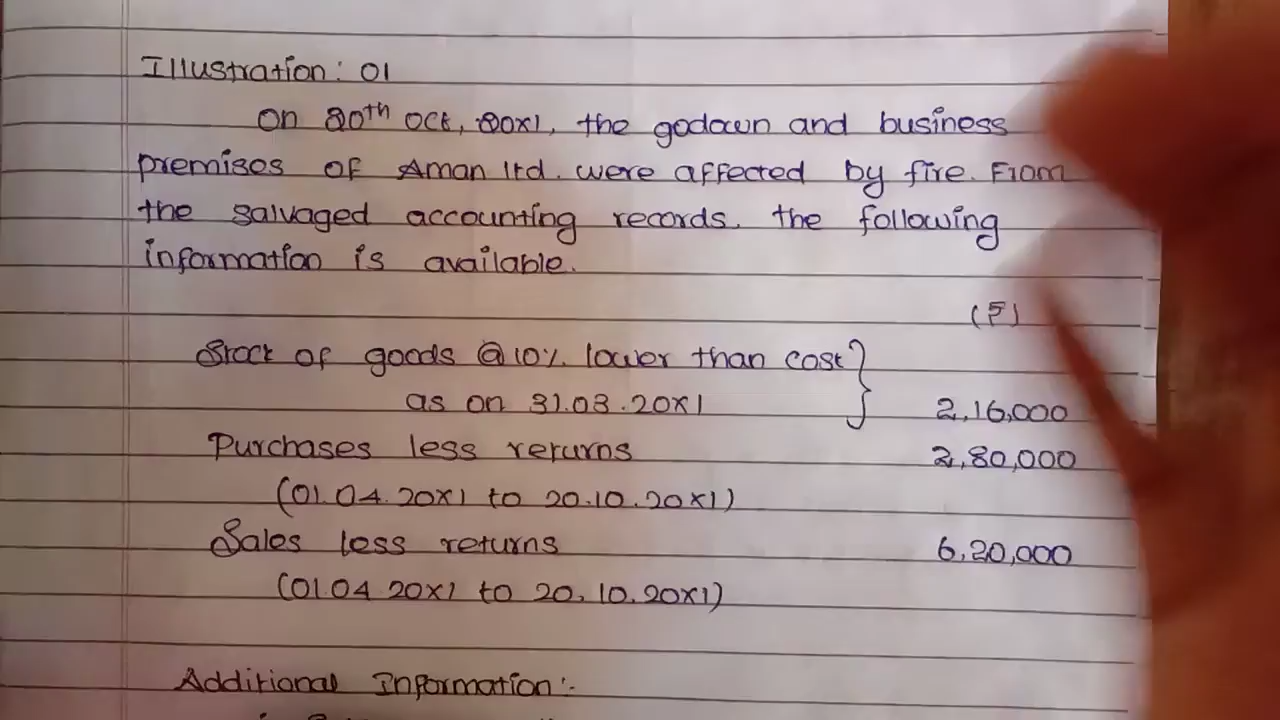 Illustration: 01
On 20th Oct, 20x1, the godown and business
premises of Aman ltd. were affected by fire. From
the salvaged accounting records. the following
information is available.
(₹)
Stock of goods @ 10% lower than cost
as on 31.03.20x1 2,16,000
Purchases less returns 2,80,000
(01.04.20x1 to 20.10.20x1)
Sales less returns 6,20,000
(01.04 20x1 to 20.10.20x1)
Additional Information:-